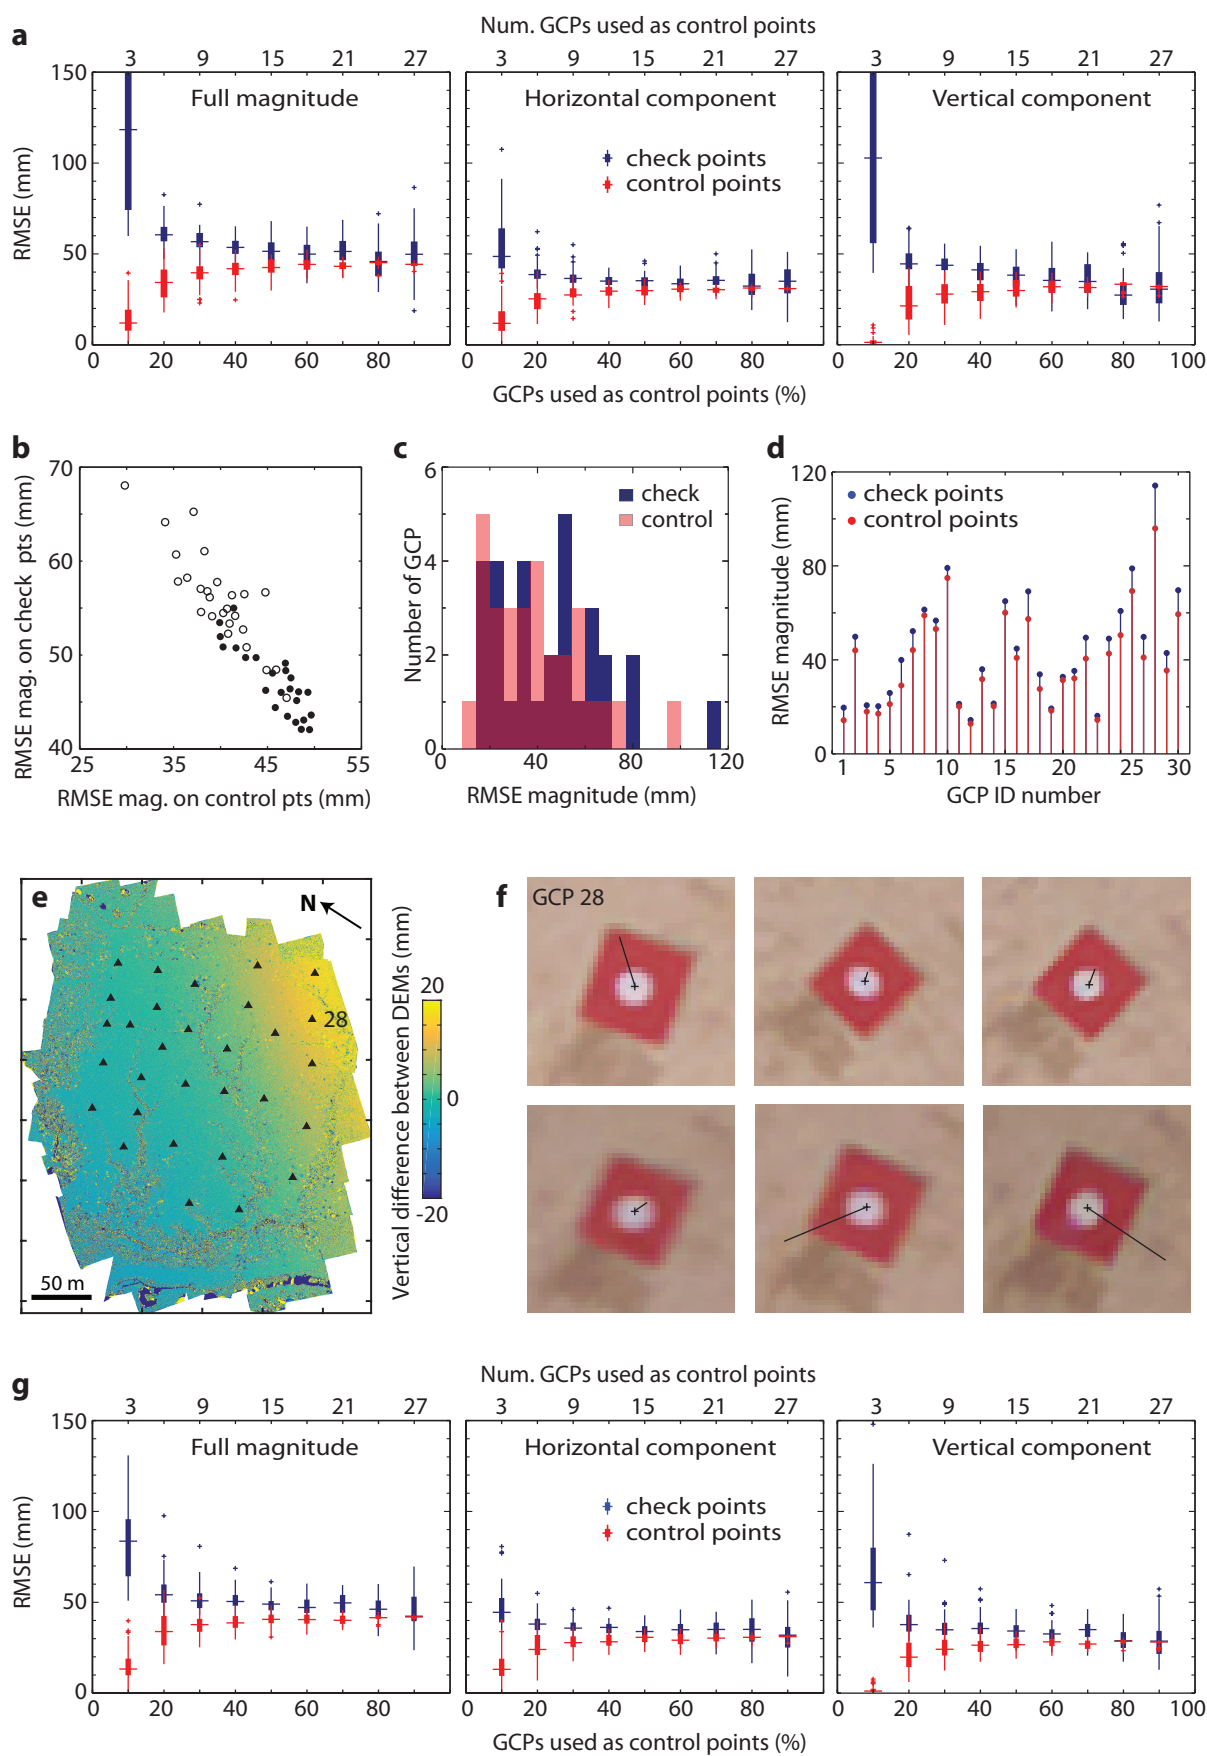 a
Num. GCPs used as control points
3 9 15 21 27 3 9 15 21 27 3 9 15 21 27
150
100
50
0
RMSE (mm)
Full magnitude
Horizontal component
Vertical component
check points
control points
0 20 40 60 80 0 20 40 60 80 0 20 40 60 80 100
GCPs used as control points (%)
b
70
60
50
40
RMSE mag. on check pts (mm)
25 35 45 55
RMSE mag. on control pts (mm)
c
6
4
2
0
Number of GCP
check
control
0 40 80 120
RMSE magnitude (mm)
d
120
80
40
0
RMSE magnitude (mm)
check points
control points
1 5 10 15 20 25 30
GCP ID number
e
N
28
50 m
20
0
-20
Vertical difference between DEMs (mm)
f
GCP 28
g
Num. GCPs used as control points
3 9 15 21 27 3 9 15 21 27 3 9 15 21 27
150
100
50
0
RMSE (mm)
Full magnitude
Horizontal component
Vertical component
check points
control points
0 20 40 60 80 0 20 40 60 80 0 20 40 60 80 100
GCPs used as control points (%)